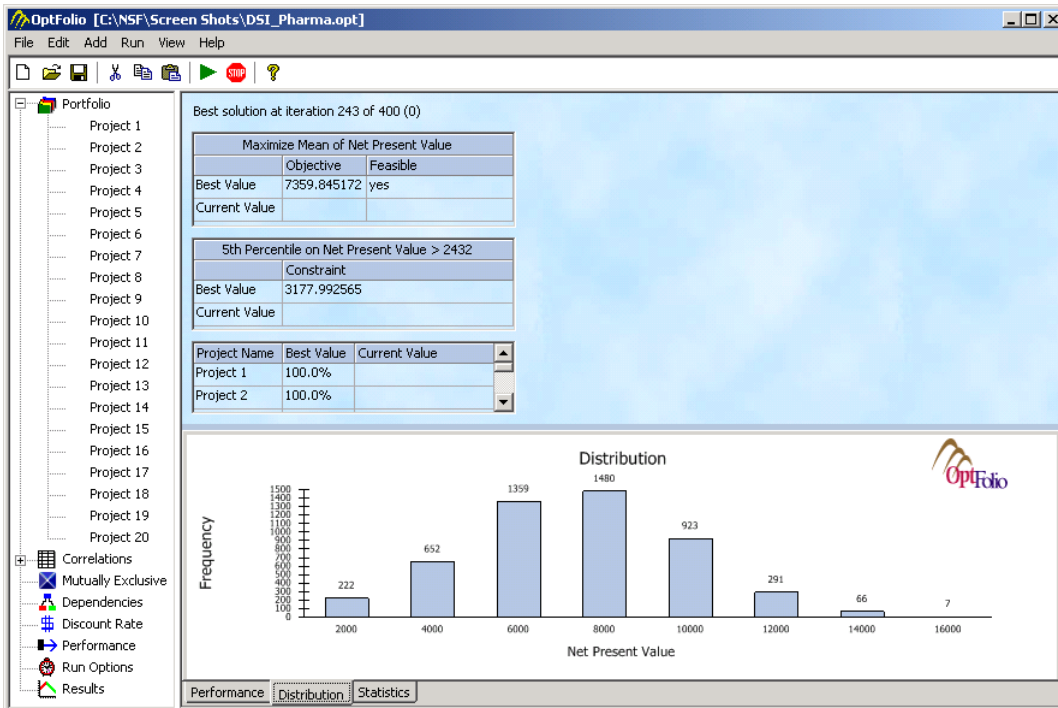 OptFolio [C:\NSF\Screen Shots\DSI_Pharma.opt]
File Edit Add Run View Help
STOP
Portfolio
Project 1
Project 2
Project 3
Project 4
Project 5
Project 6
Project 7
Project 8
Project 9
Project 10
Project 11
Project 12
Project 13
Project 14
Project 15
Project 16
Project 17
Project 18
Project 19
Project 20
Correlations
Mutually Exclusive
Dependencies
Discount Rate
Performance
Run Options
Results
Best solution at iteration 243 of 400 (0)
Maximize Mean of Net Present Value
Objective Feasible
Best Value 7359.845172 yes
Current Value
5th Percentile on Net Present Value > 2432
Constraint
Best Value 3177.992565
Current Value
Project Name Best Value Current Value
Project 1 100.0%
Project 2 100.0%
Distribution
OptFolio
Frequency
1500
1400
1300
1200
1100
1000
900
800
700
600
500
400
300
200
100
0
222 652 1359 1480 923 291 66 7
2000 4000 6000 8000 10000 12000 14000 16000
Net Present Value
Performance Distribution Statistics